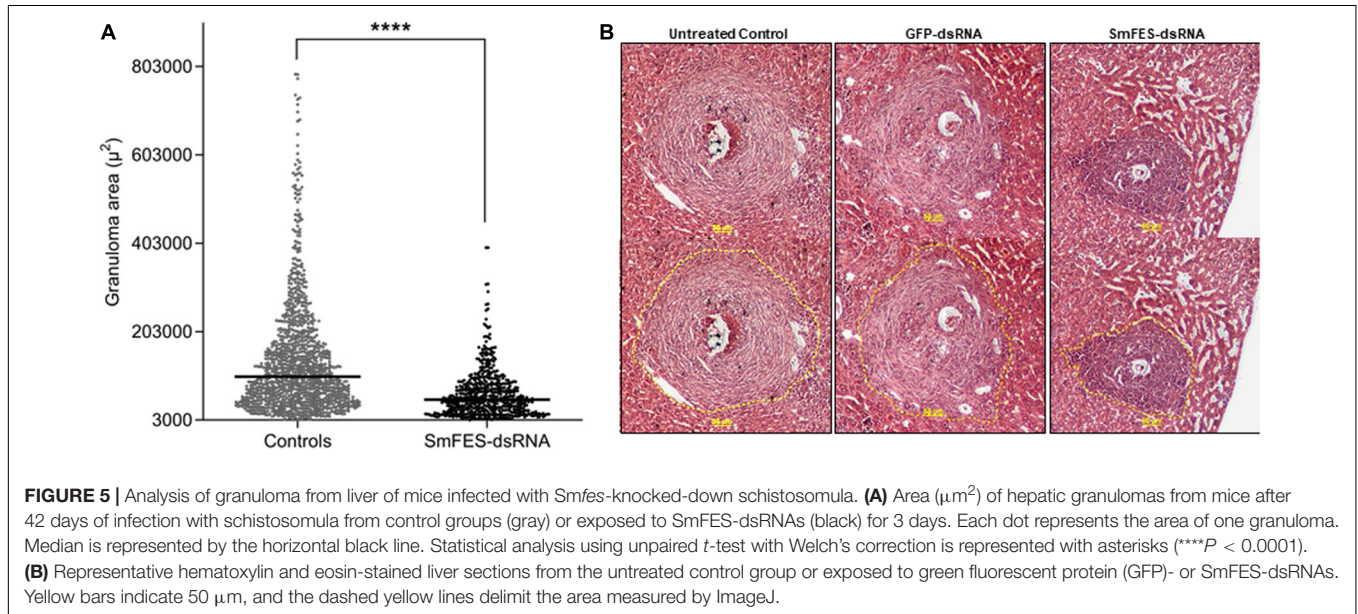 A
****
803000
603000
403000
203000
3000
Granuloma area (µ²)
Controls
SmFES-dsRNA
B
Untreated Control
GFP-dsRNA
SmFES-dsRNA
FIGURE 5 | Analysis of granuloma from liver of mice infected with Smfes-knocked-down schistosomula. (A) Area (μm²) of hepatic granulomas from mice after
42 days of infection with schistosomula from control groups (gray) or exposed to SmFES-dsRNAs (black) for 3 days. Each dot represents the area of one granuloma.
Median is represented by the horizontal black line. Statistical analysis using unpaired t-test with Welch's correction is represented with asterisks (****P < 0.0001).
(B) Representative hematoxylin and eosin-stained liver sections from the untreated control group or exposed to green fluorescent protein (GFP)- or SmFES-dsRNAs.
Yellow bars indicate 50 μm, and the dashed yellow lines delimit the area measured by ImageJ.